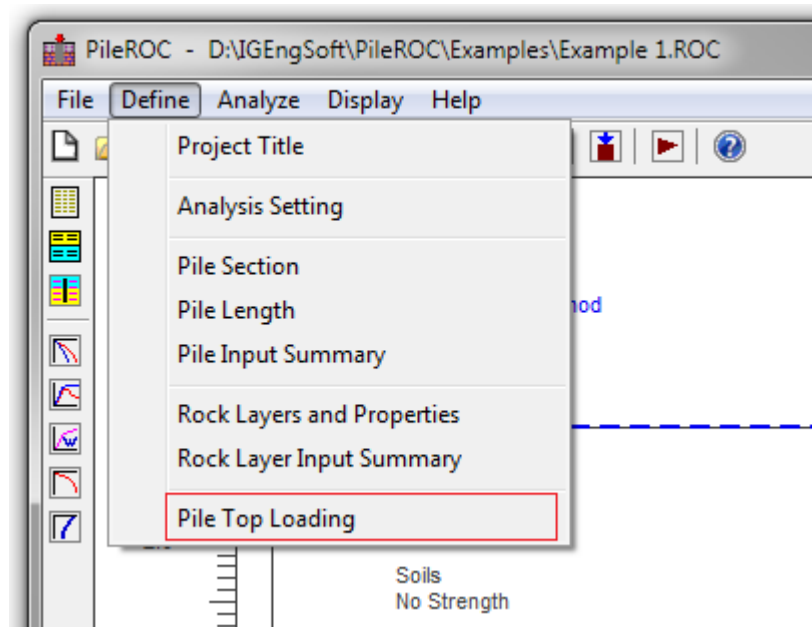 PileROC - D:\IGEngSoft\PileROC\Examples\Example 1.ROC
File Define Analyze Display Help
Project Title
Analysis Setting
Pile Section
Pile Length
Pile Input Summary
Rock Layers and Properties
Rock Layer Input Summary
Pile Top Loading
Soils
No Strength